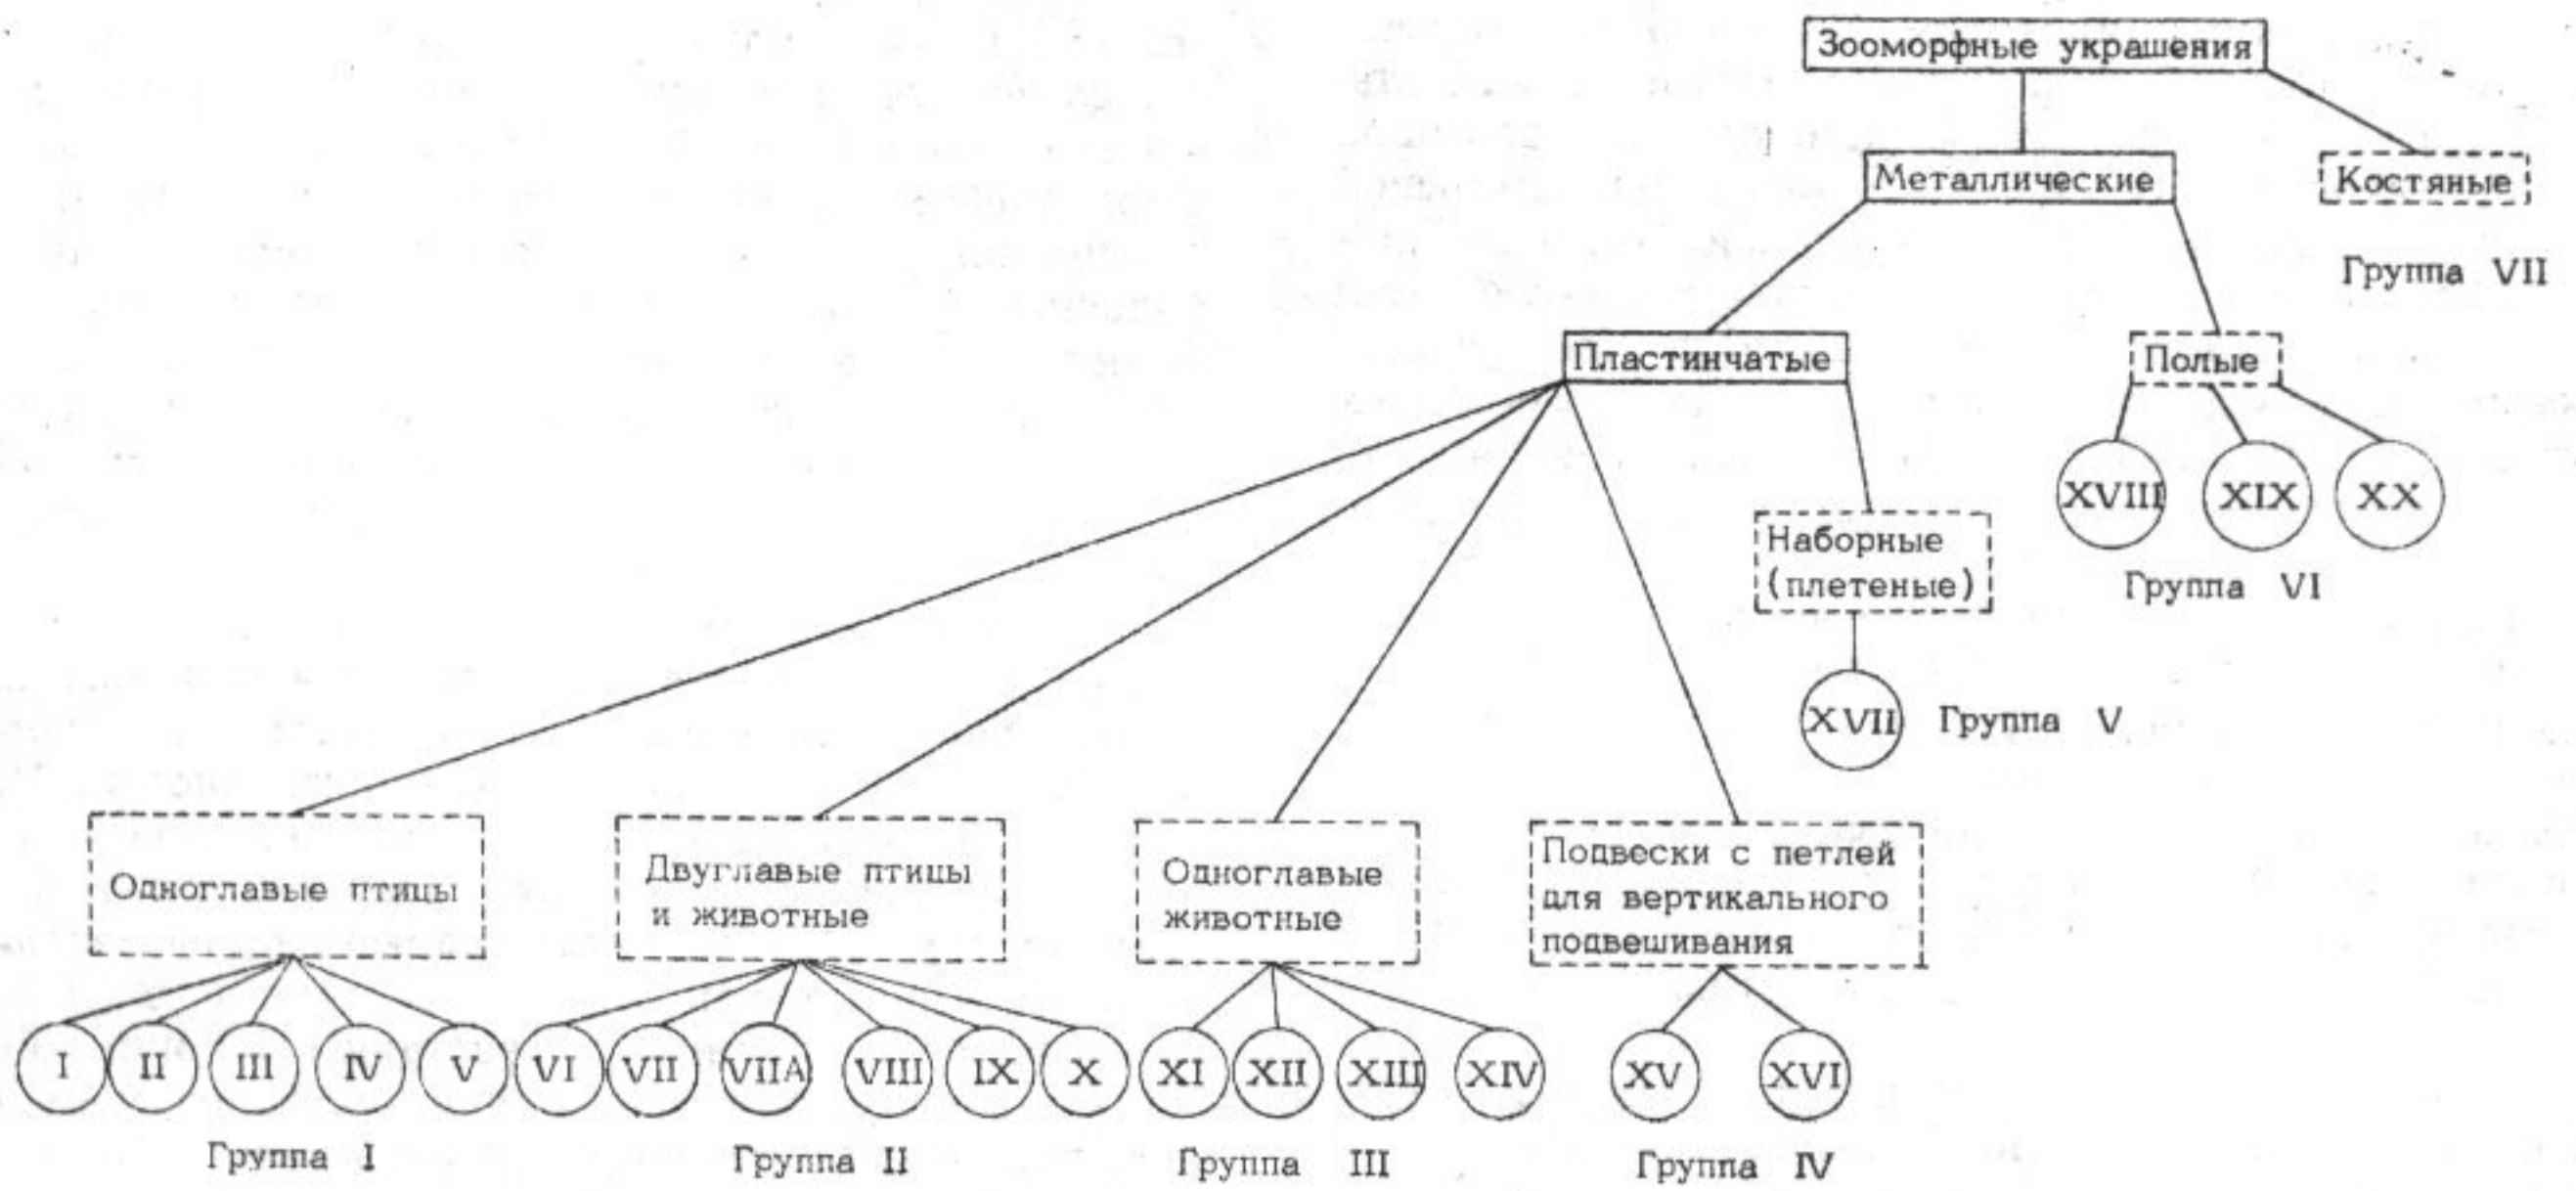 Зооморфные украшения
Металлические
Костяные
Группа VII
Пластинчатые
Полые
XVIII XIX XX
Группа VI
Наборные
(плетеные)
XVII
Группа V
Одноглавые птицы
Двуглавые птицы
и животные
Одноглавые
животные
Подвески с петлей
для вертикального
подвешивания
I II III IV V VI VII VIIA VIII IX X XI XII XIII XIV XV XVI
Группа I
Группа II
Группа III
Группа IV